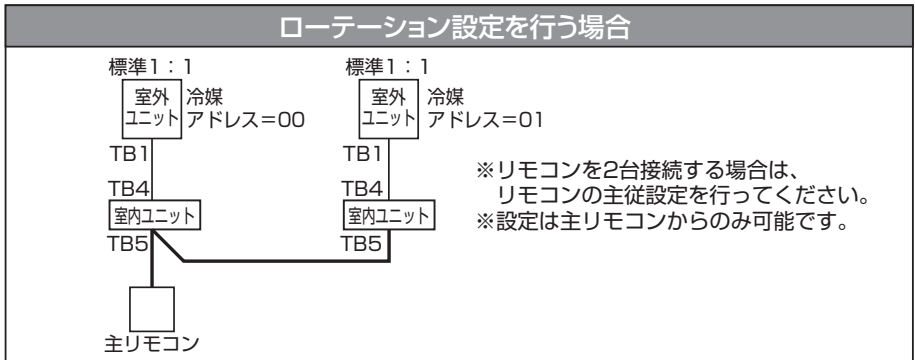 ローテーション設定を行う場合
標準1：1
室外
ユニット
冷媒
アドレス=00
TB1
TB4
室内ユニット
TB5
主リモコン
標準1：1
室外
ユニット
冷媒
アドレス=01
TB1
TB4
室内ユニット
TB5
※リモコンを2台接続する場合は、
リモコンの主従設定を行ってください。
※設定は主リモコンからのみ可能です。